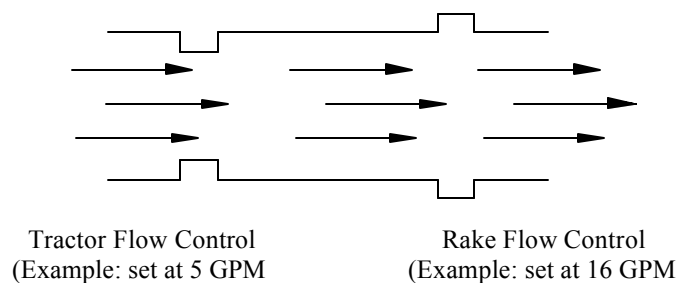 Tractor Flow Control
(Example: set at 5 GPM
Rake Flow Control
(Example: set at 16 GPM